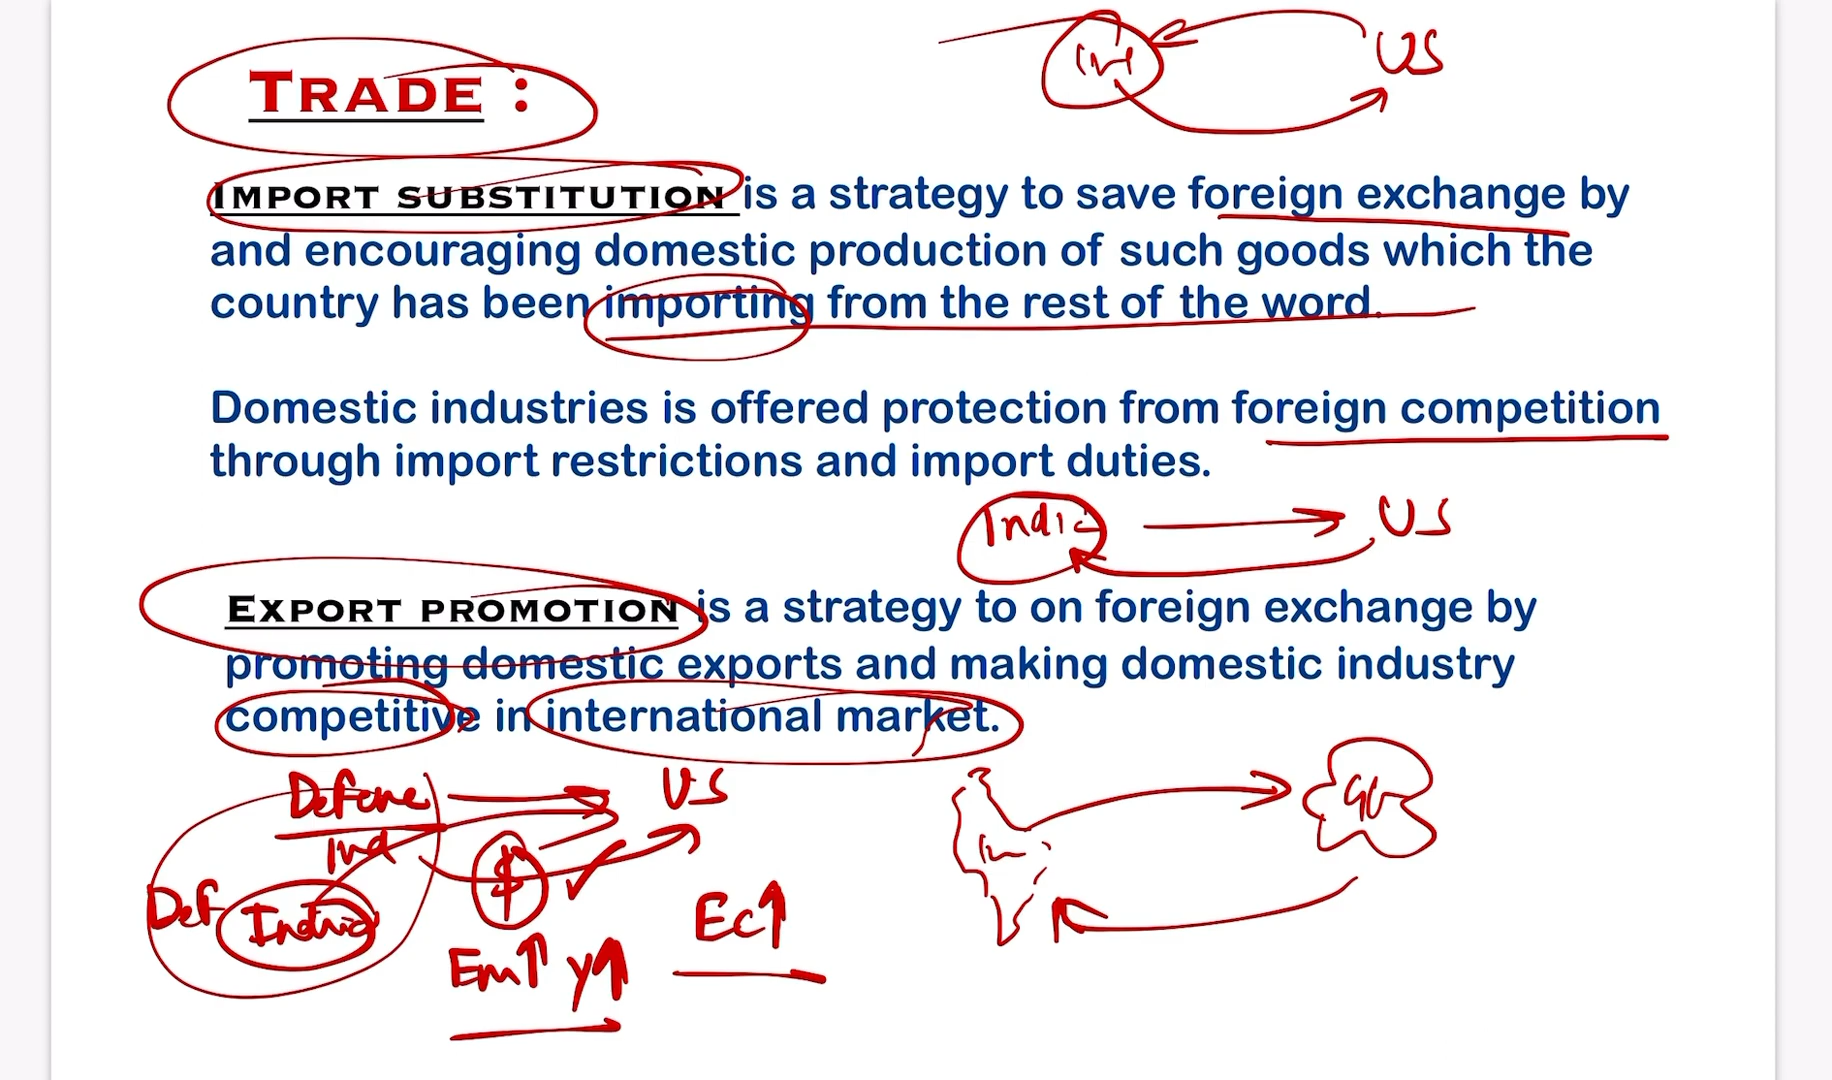 Ind US
TRADE :
IMPORT SUBSTITUTION is a strategy to save foreign exchange by
and encouraging domestic production of such goods which the
country has been importing from the rest of the word.
Domestic industries is offered protection from foreign competition
through import restrictions and import duties.
India US
EXPORT PROMOTION is a strategy to on foreign exchange by
promoting domestic exports and making domestic industry
competitive in international market.
US
Ind
$
Def India
Ec↑
Em↑ y↑